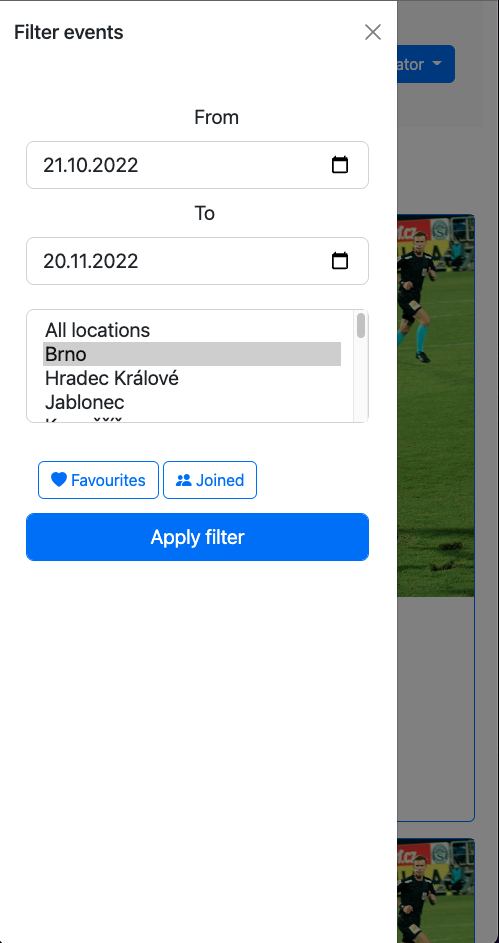 Filter events
ator
From
21.10.2022
To
20.11.2022
All locations
Brno
Hradec Králové
Jablonec
Favourites
Joined
Apply filter